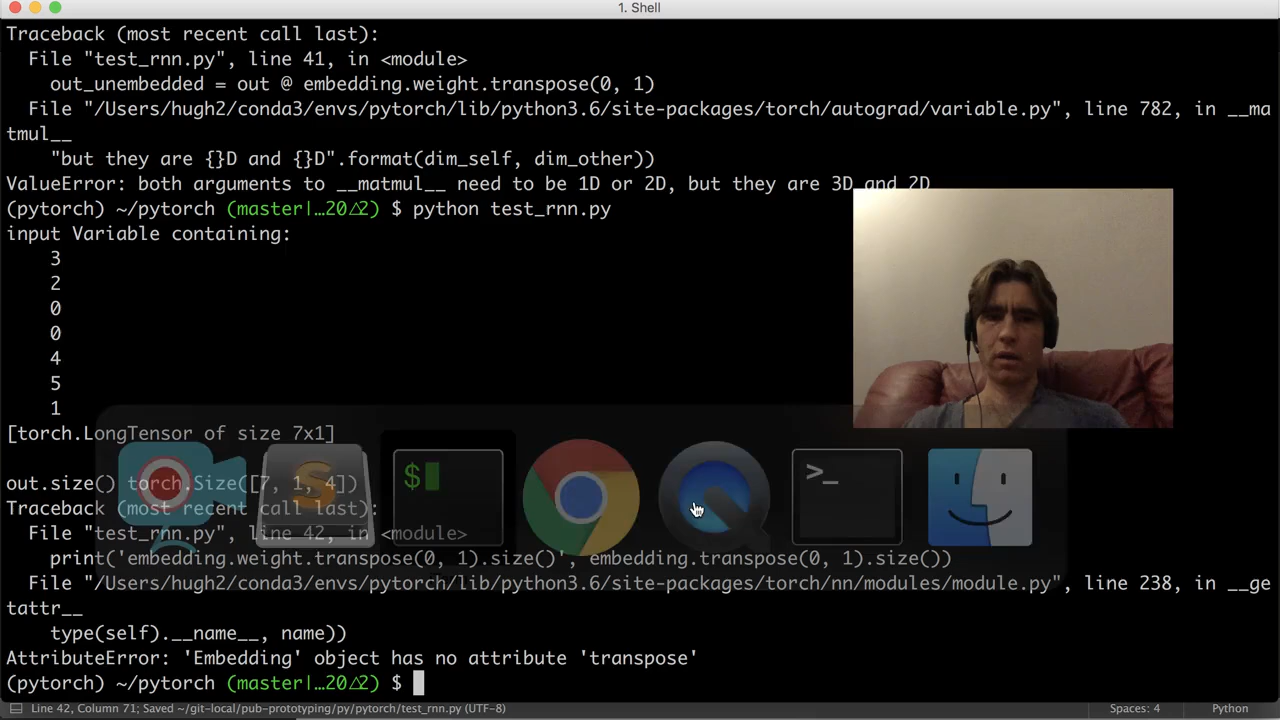 1. Shell
Traceback (most recent call last):
  File "test_rnn.py", line 41, in <module>
    out_unembedded = out @ embedding.weight.transpose(0, 1)
  File "/Users/hugh2/conda3/envs/pytorch/lib/python3.6/site-packages/torch/autograd/variable.py", line 782, in __ma
tmul__
    "but they are {}D and {}D".format(dim_self, dim_other))
ValueError: both arguments to __matmul__ need to be 1D or 2D, but they are 3D and 2D
(pytorch) ~/pytorch (master|…20△2) $ python test_rnn.py
input Variable containing:
    3
    2
    0
    0
    4
    5
    1
[torch.LongTensor of size 7x1]
out.size() torch.Size([7, 1, 4])
Traceback (most recent call last):
  File "test_rnn.py", line 42, in <module>
    print('embedding.weight.transpose(0, 1).size()', embedding.transpose(0, 1).size())
  File "/Users/hugh2/conda3/envs/pytorch/lib/python3.6/site-packages/torch/nn/modules/module.py", line 238, in __ge
tattr__
    type(self).__name__, name))
AttributeError: 'Embedding' object has no attribute 'transpose'
(pytorch) ~/pytorch (master|…20△2) $
Line 42, Column 71; Saved ~/git-local/pub-prototyping/py/pytorch/test_rnn.py (UTF-8) Spaces: 4 Python